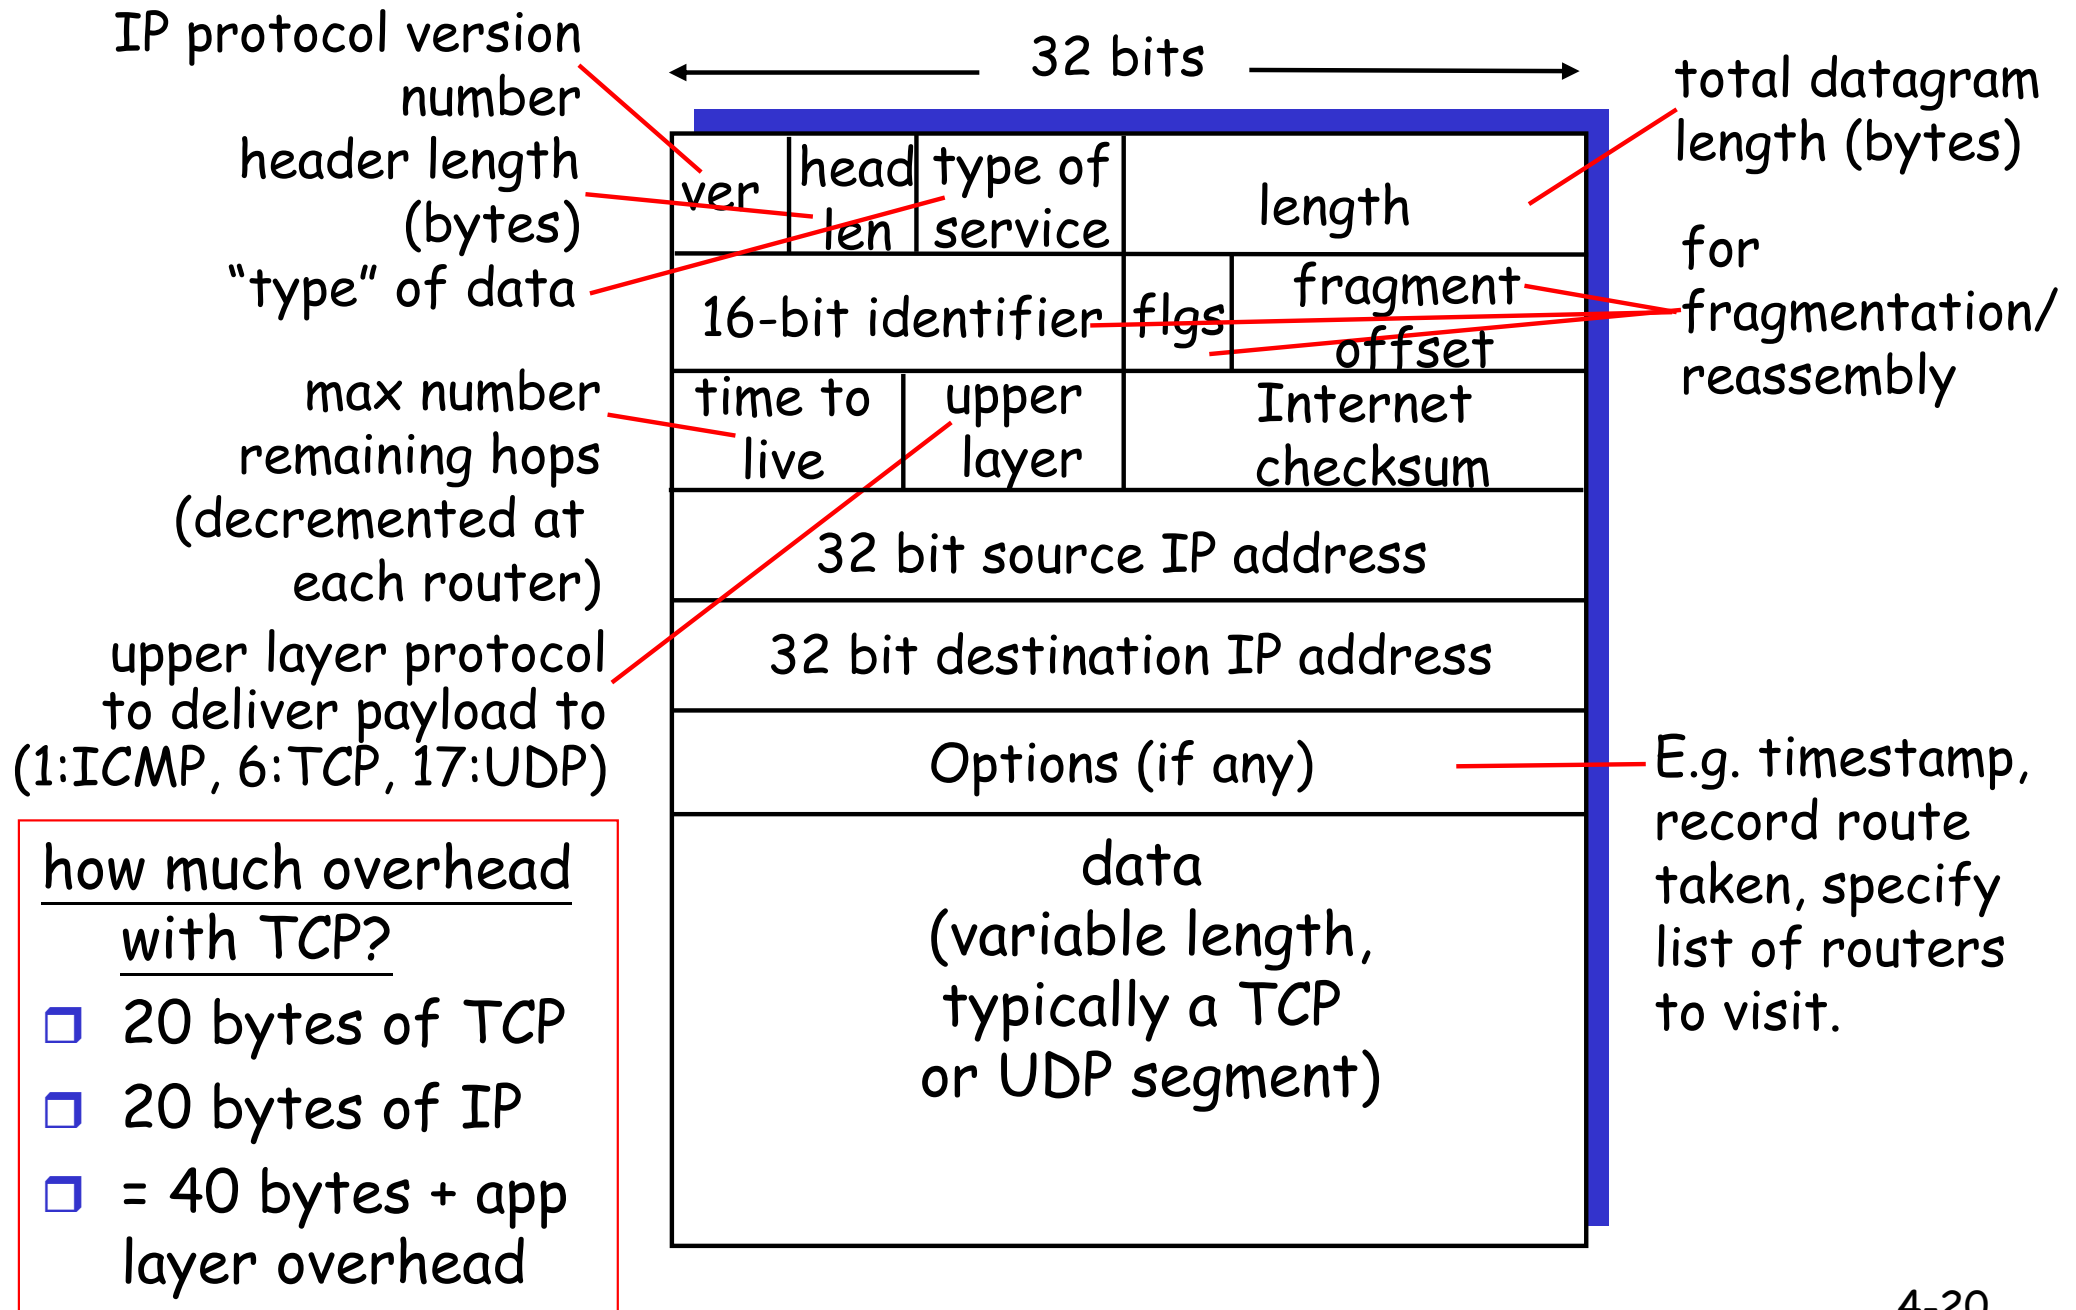 IP protocol version
number
header length
(bytes)
“type” of data
max number
remaining hops
(decremented at
each router)
upper layer protocol
to deliver payload to
(1:ICMP, 6:TCP, 17:UDP)
how much overhead
with TCP?
20 bytes of TCP
20 bytes of IP
= 40 bytes + app
layer overhead
32 bits
ver
head
len
type of
service
length
16-bit identifier
flgs
fragment
offset
time to
live
upper
layer
Internet
checksum
32 bit source IP address
32 bit destination IP address
Options (if any)
data
(variable length,
typically a TCP
or UDP segment)
total datagram
length (bytes)
for
fragmentation/
reassembly
E.g. timestamp,
record route
taken, specify
list of routers
to visit.
4-20